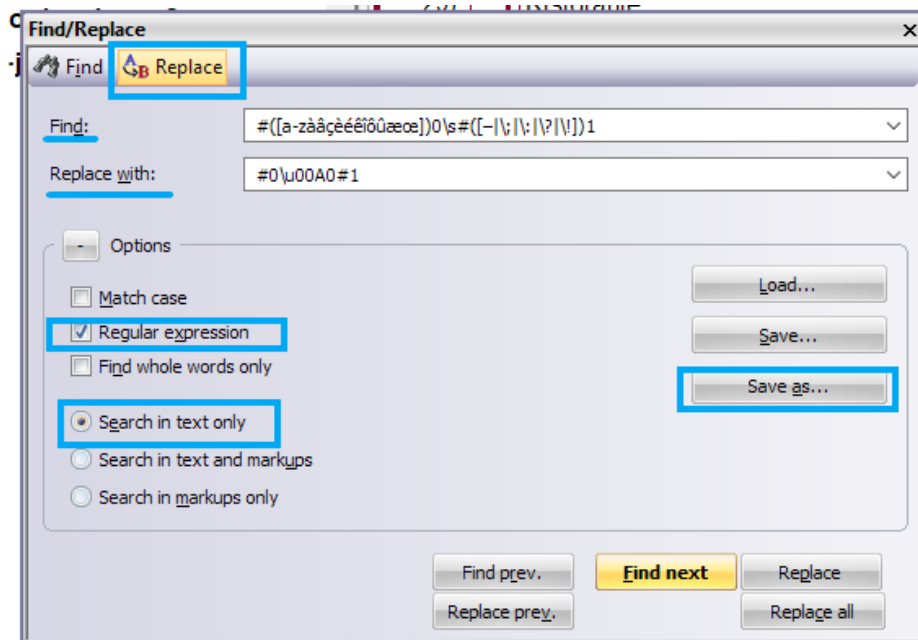 Find/Replace
Find Replace
Find: #([a-zàâçèéêîôûæœ])0\s#([–|\;|\:|\?|\!])1
Replace with: #0\u00A0#1
- Options
Match case
Regular expression
Find whole words only
Search in text only
Search in text and markups
Search in markups only
Load...
Save...
Save as...
Find prev. Find next Replace
Replace prev. Replace all